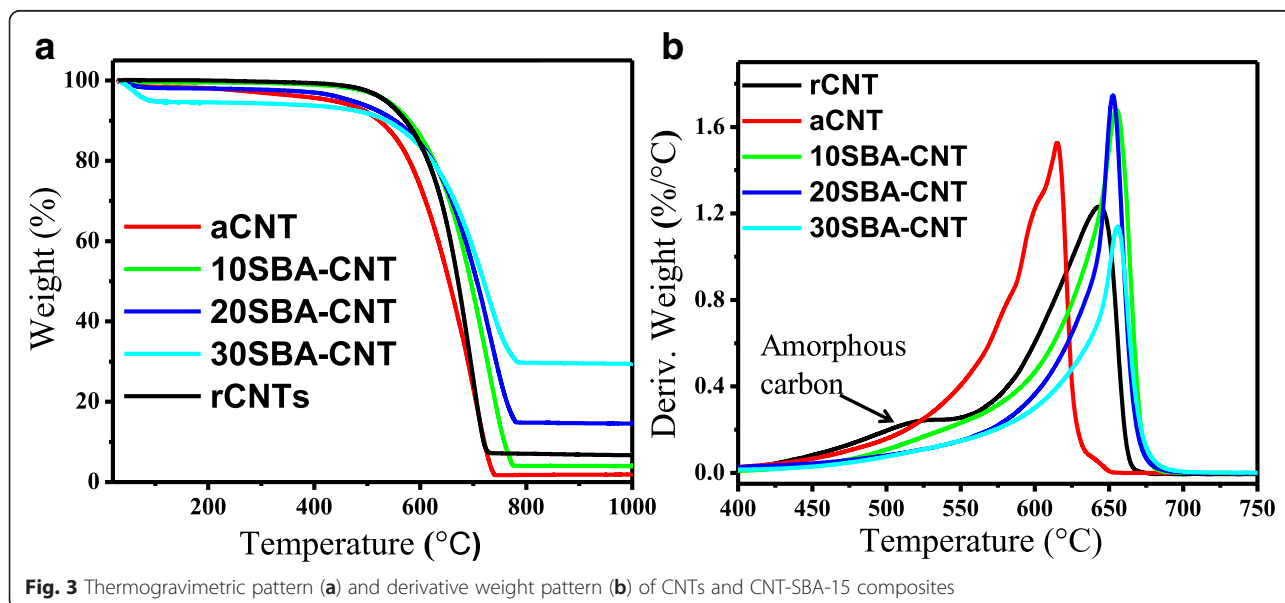 a
100
80
60
40
20
0
Weight (%)
aCNT
10SBA-CNT
20SBA-CNT
30SBA-CNT
rCNTs
200
400
600
800
1000
Temperature (°C)
b
1.6
1.2
0.8
0.4
0.0
Deriv. Weight (%/°C)
rCNT
aCNT
10SBA-CNT
20SBA-CNT
30SBA-CNT
Amorphous
carbon
400
450
500
550
600
650
700
750
Temperature (°C)
Fig. 3 Thermogravimetric pattern (a) and derivative weight pattern (b) of CNTs and CNT-SBA-15 composites